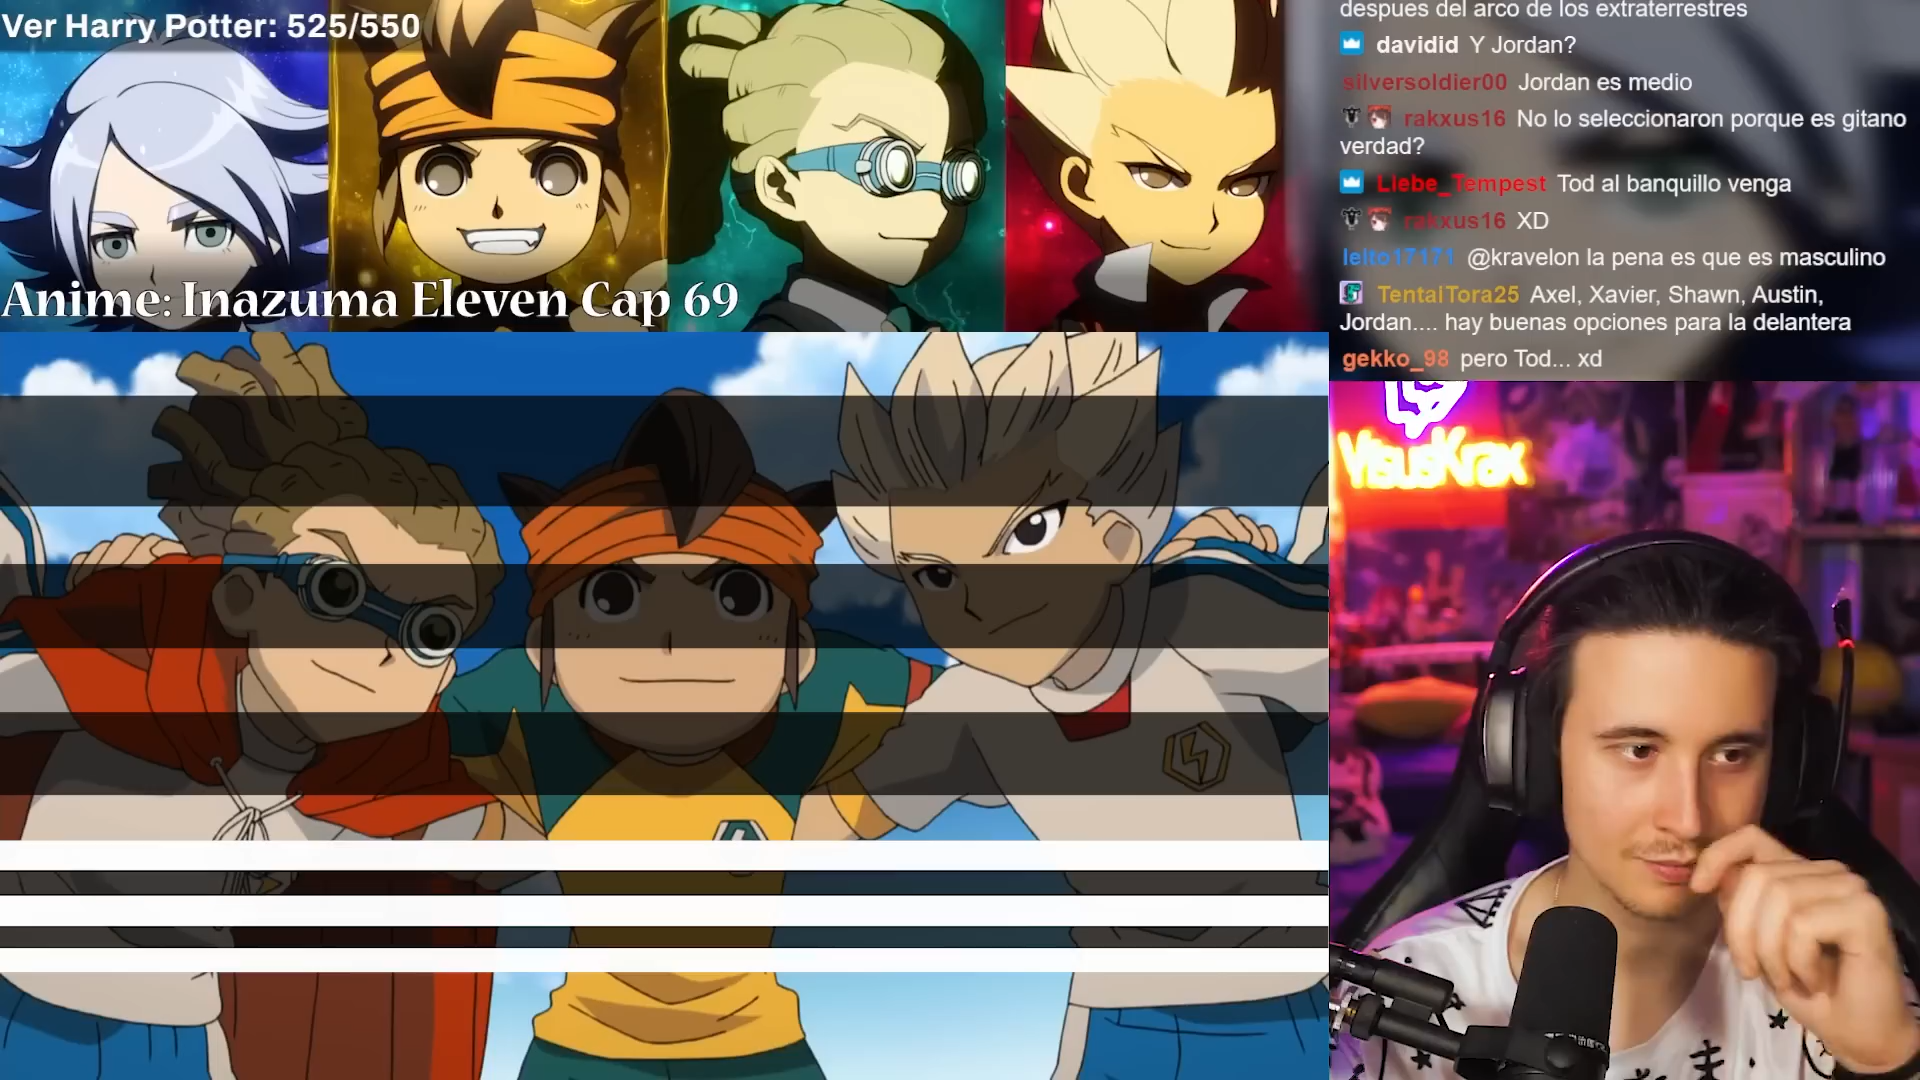 Ver Harry Potter: 525/550
Anime: Inazuma Eleven Cap 69
despues del arco de los extraterrestres
davidid Y Jordan?
silversoldier00 Jordan es medio
rakxus16 No lo seleccionaron porque es gitano
verdad?
Liebe_Tempest Tod al banquillo venga
rakxus16 XD
leito17171 @kravelon la pena es que es masculino
TentalTora25 Axel, Xavier, Shawn, Austin,
Jordan.... hay buenas opciones para la delantera
gekko_98 pero Tod... xd
VisusKrax